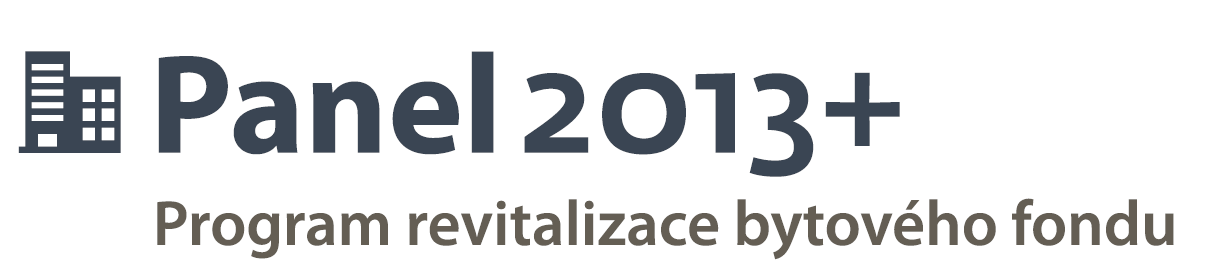 Panel 2013+
Program revitalizace bytového fondu